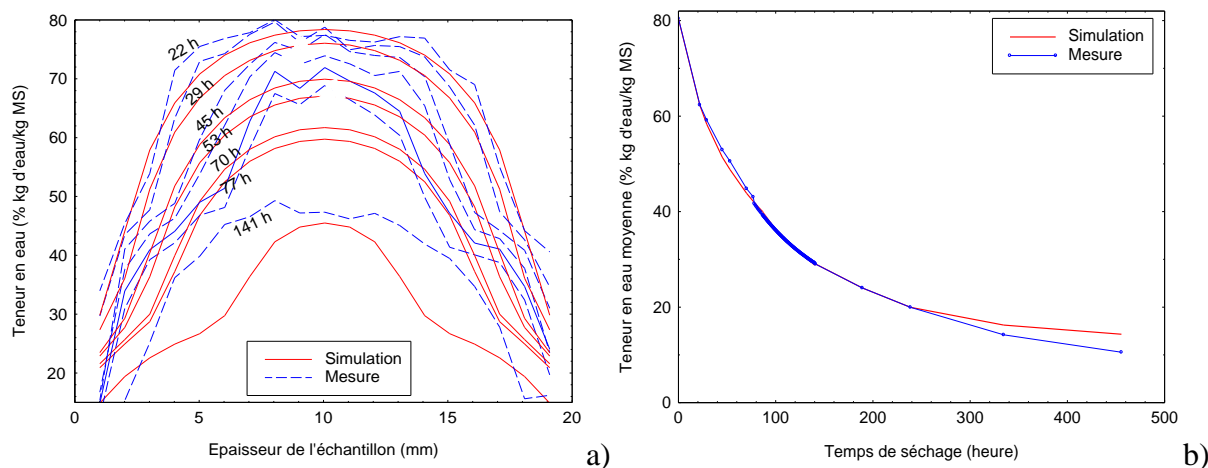 80
70
60
50
40
30
20
Teneur en eau (% kg d'eau/kg MS)
22 h
29 h
45 h
53 h
70 h
77 h
141 h
Simulation
Mesure
0
5
10
15
20
Epaisseur de l'échantillon (mm)
a)
80
60
40
20
0
Teneur en eau moyenne (% kg d'eau/kg MS)
Simulation
Mesure
0
100
200
300
400
500
Temps de séchage (heure)
b)